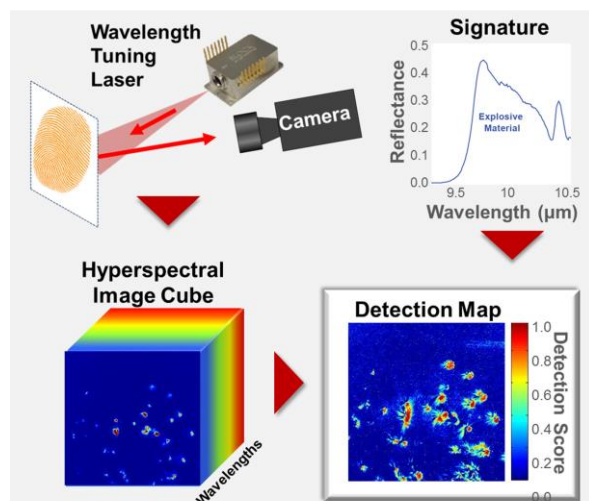 Wavelength
Tuning
Laser
Camera
Signature
0.5
0.4
0.3
0.2
0.1
0.0
Reflectance
Explosive
Material
9.5 10 10.5
Wavelength (µm)
Hyperspectral
Image Cube
Wavelengths
Detection Map
1.0
0.8
0.6
0.4
0.2
0.0
Detection Score